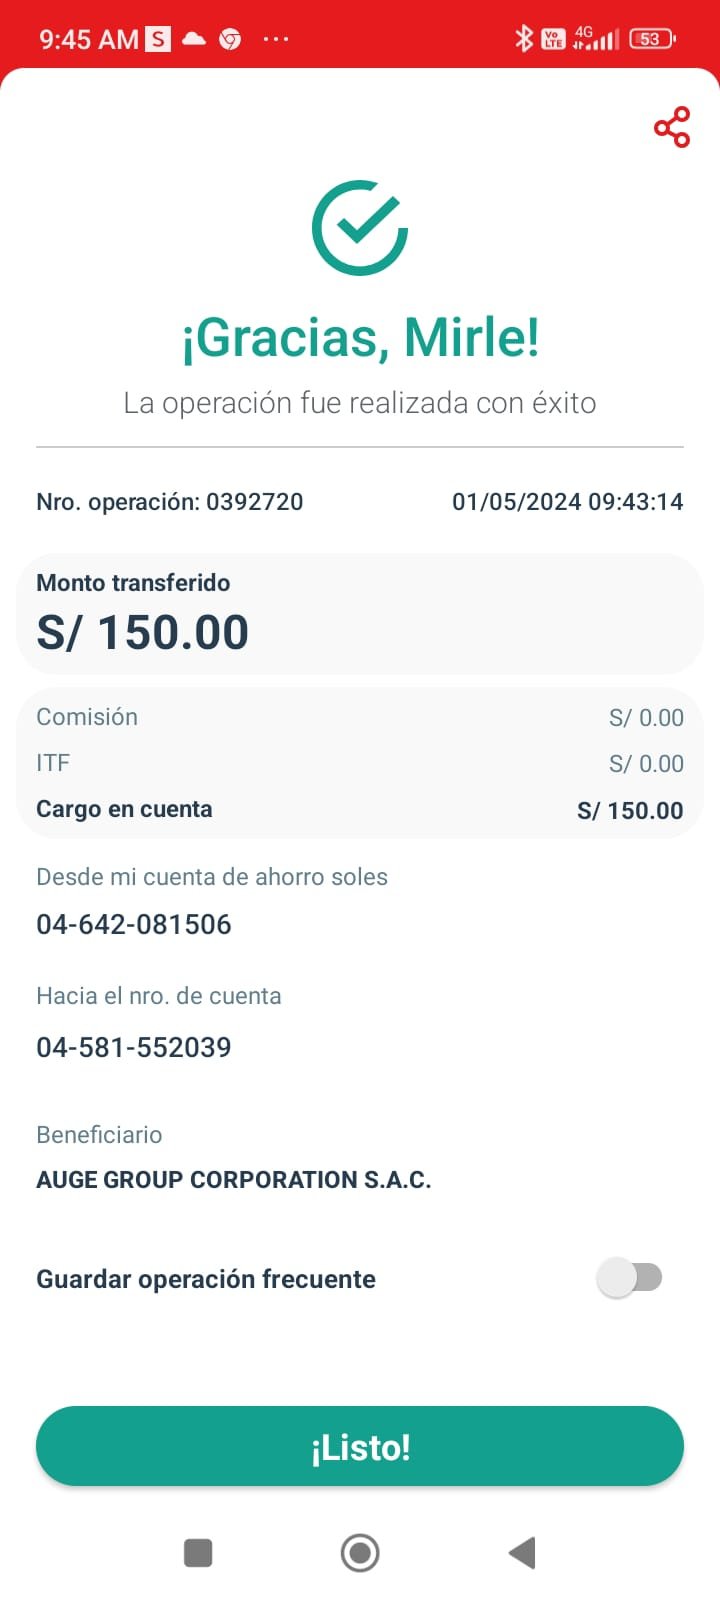 9:45 AM S ... Vo LTE 4G 53
¡Gracias, Mirle!
La operación fue realizada con éxito
Nro. operación: 0392720 01/05/2024 09:43:14
Monto transferido
S/ 150.00
Comisión S/ 0.00
ITF S/ 0.00
Cargo en cuenta S/ 150.00
Desde mi cuenta de ahorro soles
04-642-081506
Hacia el nro. de cuenta
04-581-552039
Beneficiario
AUGE GROUP CORPORATION S.A.C.
Guardar operación frecuente
¡Listo!